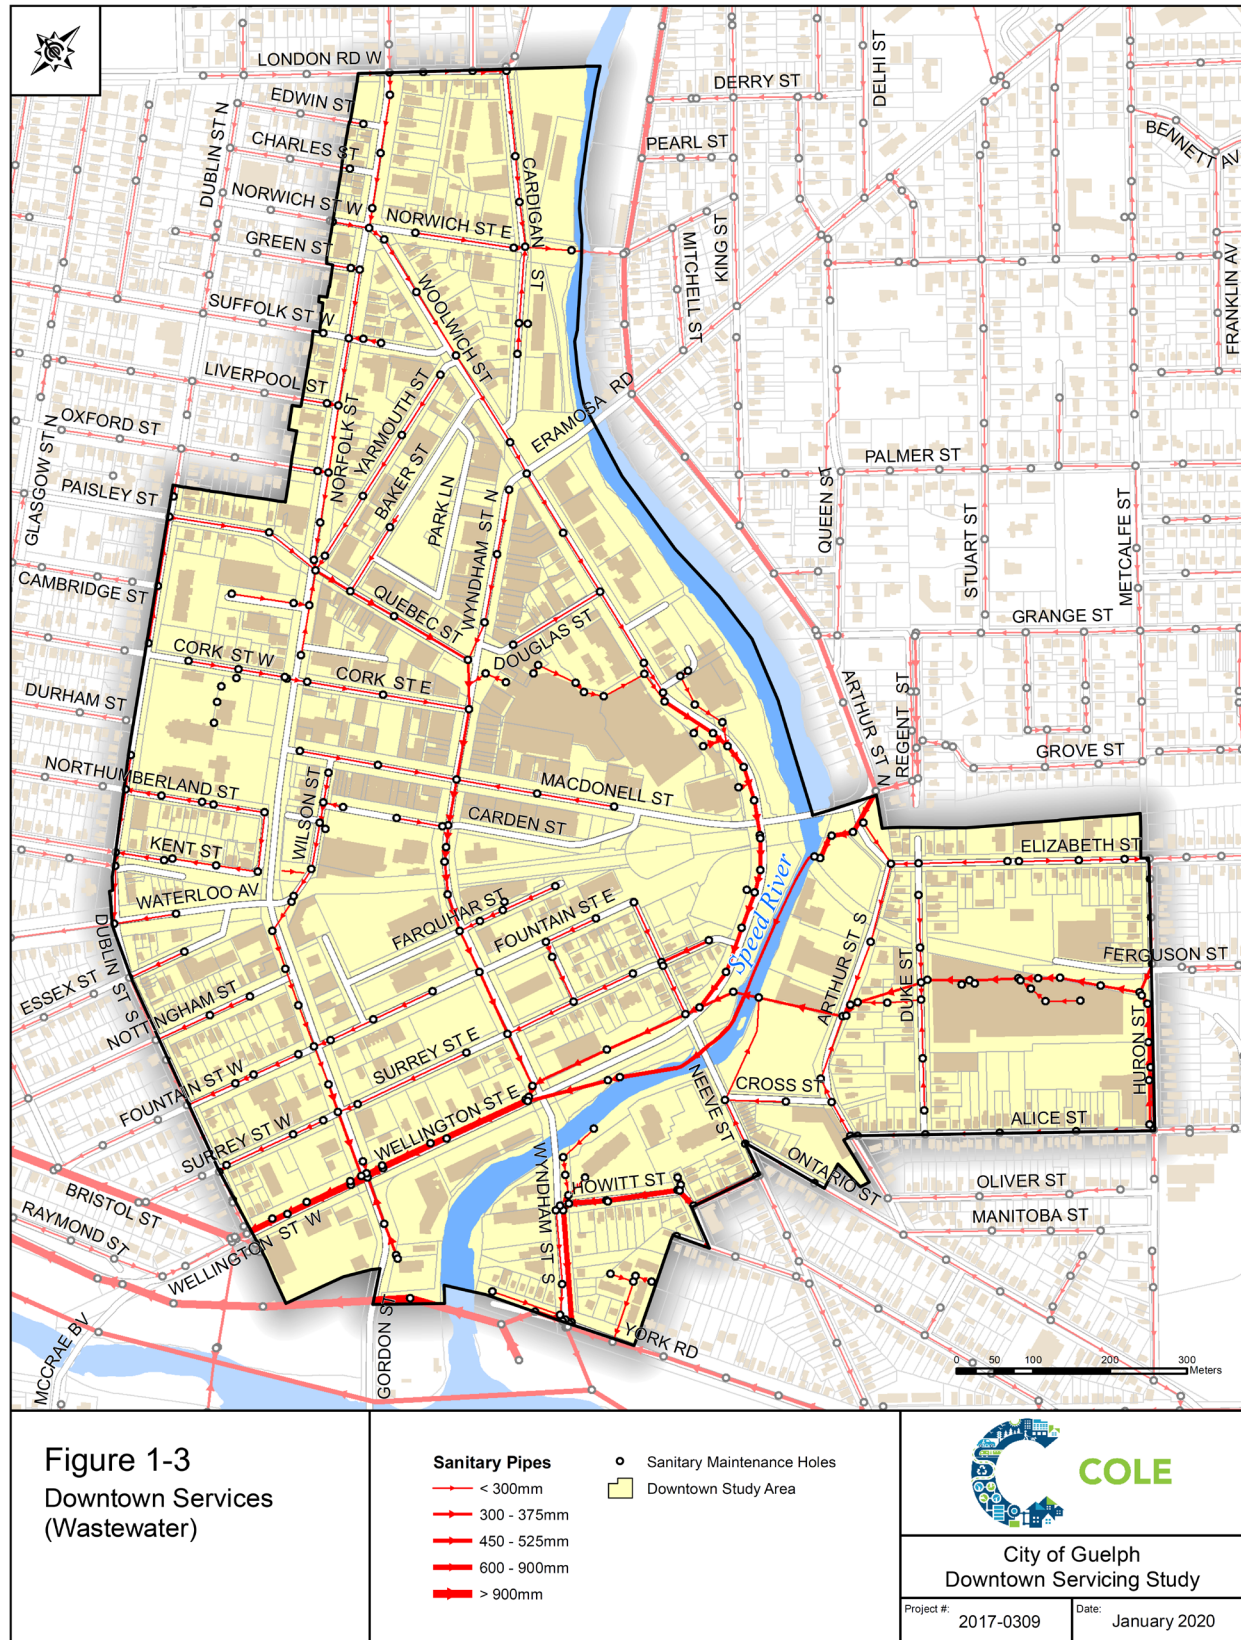 LONDON RD W
EDWIN ST
CHARLES ST
DUBLIN ST N
NORWICH ST W
NORWICH ST E
GREEN ST
CARDIGAN ST
SUFFOLK ST W
WOOLWICH ST
LIVERPOOL ST
OXFORD ST
GLASGOW ST N
PAISLEY ST
NORFOLK ST
YARMOUTH ST
BAKER ST
PARK LN
WYNDHAM ST N
ERAMOSA RD
DERRY ST
DELHI ST
PEARL ST
BENNETT AV
MITCHELL ST
KING ST
FRANKLIN AV
PALMER ST
QUEEN ST
STUART ST
METCALFE ST
GRANGE ST
CAMBRIDGE ST
QUEBEC ST
DOUGLAS ST
CORK ST W
CORK ST E
DURHAM ST
ARTHUR ST N
REGENT ST
GROVE ST
NORTHUMBERLAND ST
WILSON ST
MACDONELL ST
CARDEN ST
KENT ST
WATERLOO AV
ELIZABETH ST
FARQUHAR ST
FOUNTAIN ST E
Speed River
ARTHUR ST S
DUKE ST
FERGUSON ST
DUBLIN ST S
ESSEX ST
NOTTINGHAM ST
FOUNTAIN ST W
SURREY ST E
SURREY ST W
WELLINGTON ST E
NEEVE ST
CROSS ST
HURON ST
ALICE ST
ONTARIO ST
OLIVER ST
MANITOBA ST
BRISTOL ST
RAYMOND ST
WELLINGTON ST W
WYNDHAM ST S
HOWITT ST
YORK RD
GORDON ST
MCCRAE BV
0 50 100 200 300
Meters
Figure 1-3
Downtown Services
(Wastewater)
Sanitary Pipes
< 300mm
300 - 375mm
450 - 525mm
600 - 900mm
> 900mm
Sanitary Maintenance Holes
Downtown Study Area
COLE
City of Guelph
Downtown Servicing Study
Project #:
2017-0309
Date:
January 2020